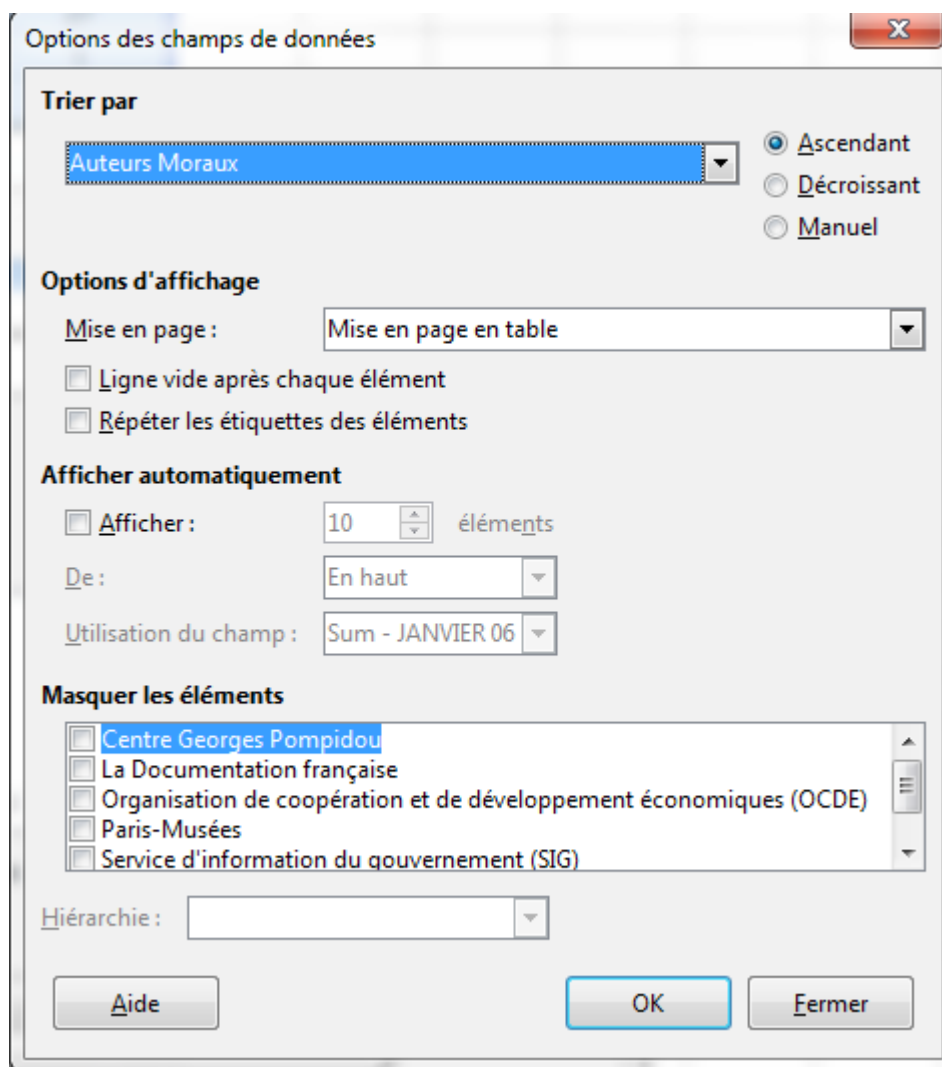 Options des champs de données
Trier par
Auteurs Moraux
Ascendant
Décroissant
Manuel
Options d'affichage
Mise en page : Mise en page en table
Ligne vide après chaque élément
Répéter les étiquettes des éléments
Afficher automatiquement
Afficher : 10 éléments
De : En haut
Utilisation du champ : Sum - JANVIER 06
Masquer les éléments
Centre Georges Pompidou
La Documentation française
Organisation de coopération et de développement économiques (OCDE)
Paris-Musées
Service d'information du gouvernement (SIG)
Hiérarchie :
Aide OK Fermer